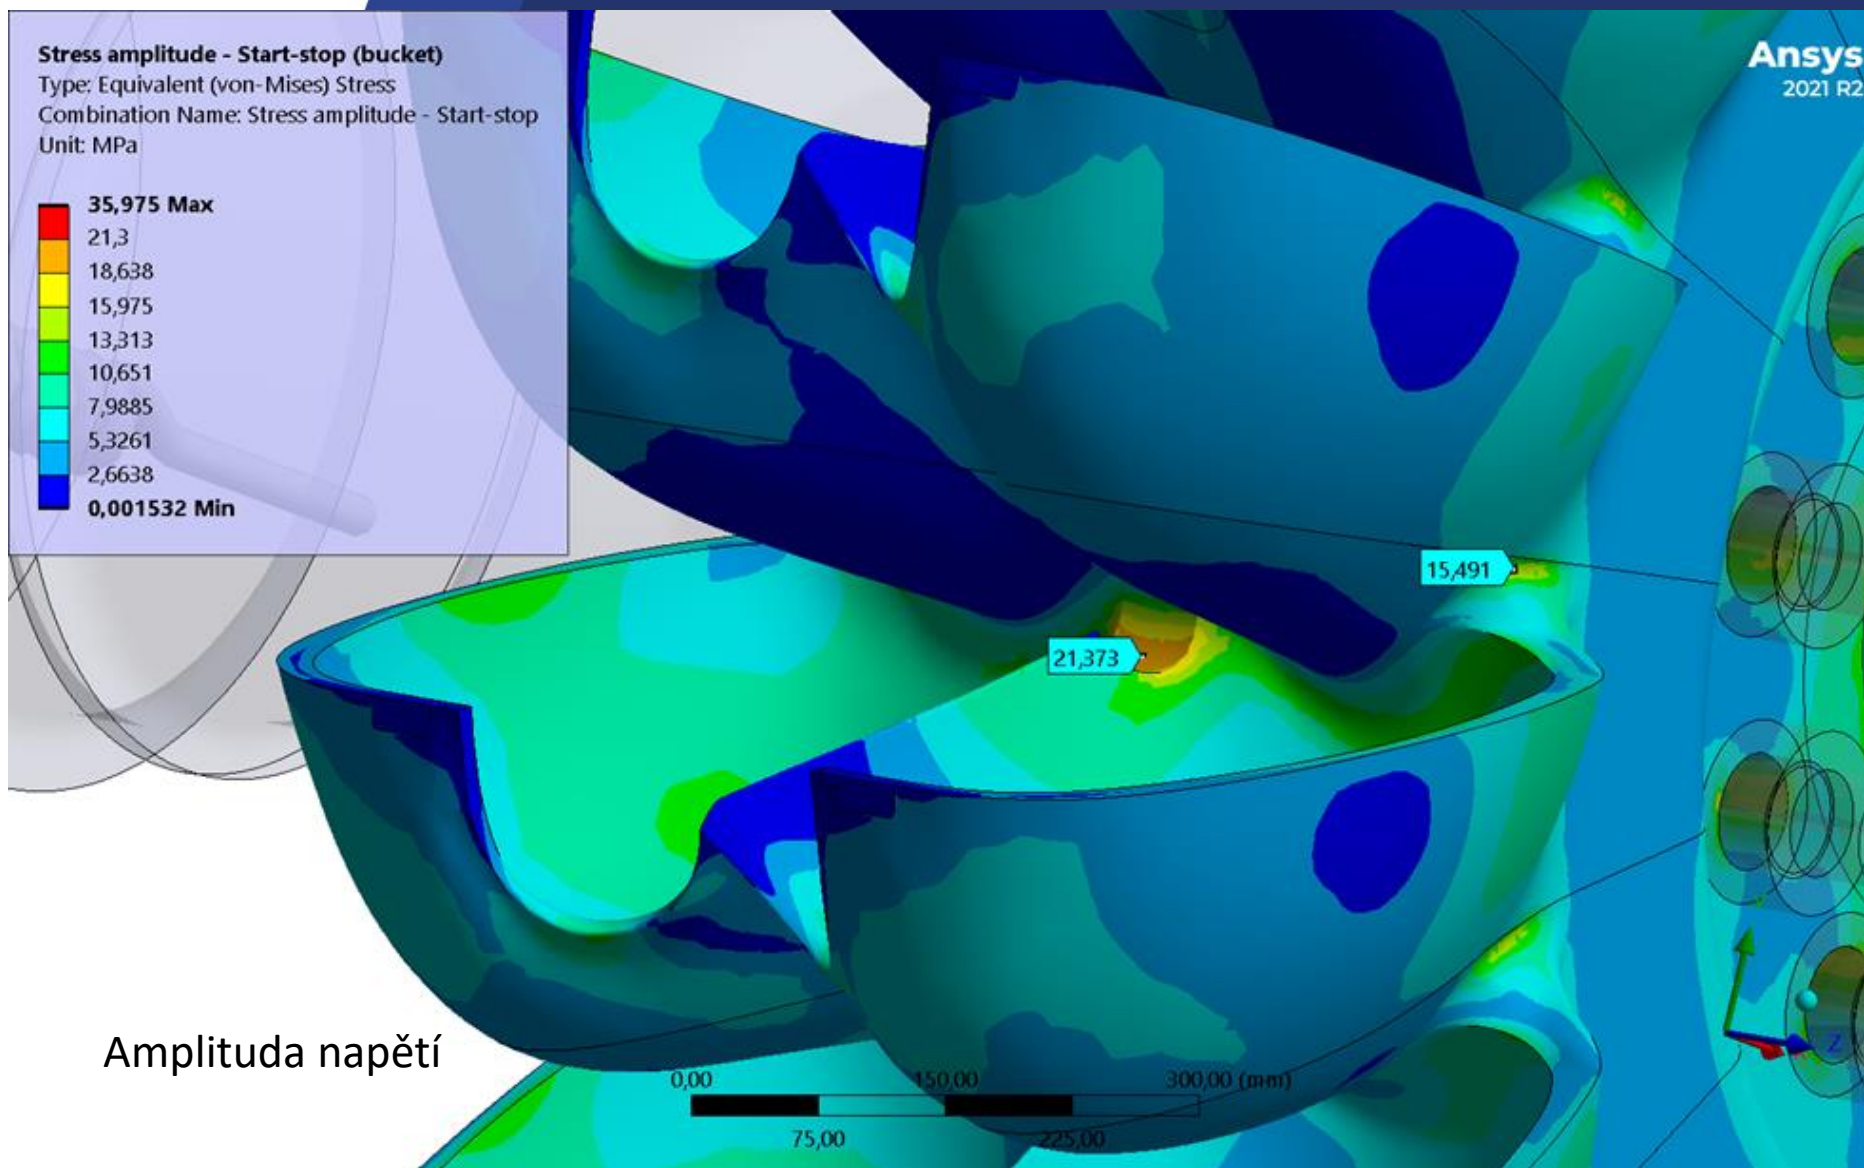 Stress amplitude - Start-stop (bucket)
Type: Equivalent (von-Mises) Stress
Combination Name: Stress amplitude - Start-stop
Unit: MPa
35,975 Max
21,3
18,638
15,975
13,313
10,651
7,9885
5,3261
2,6638
0,001532 Min
Ansys
2021 R2
15,491
21,373
Amplituda napětí
0,00 150,00 300,00 (mm)
75,00 225,00
Z